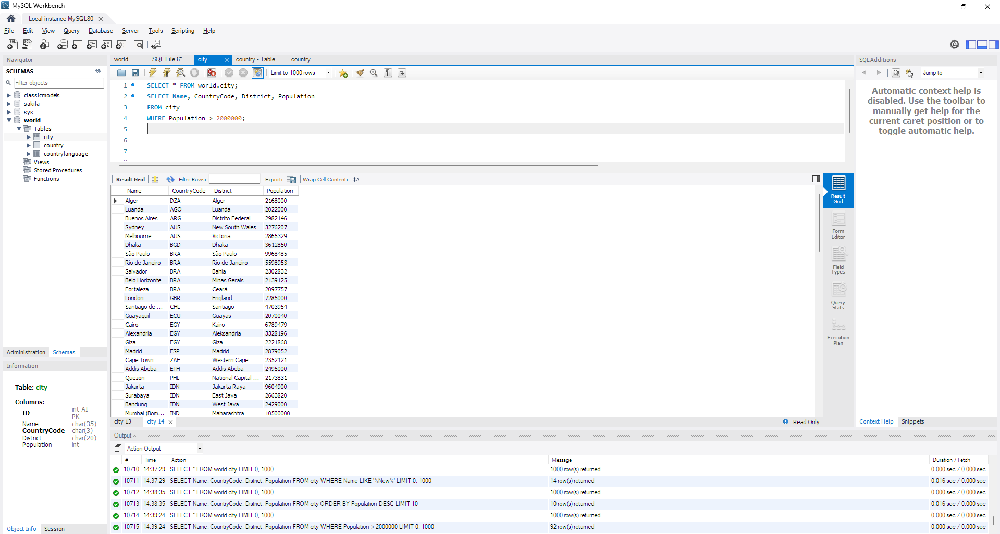 MySQL Workbench
Local instance MySQL80
File Edit View Query Database Server Tools Scripting Help
Navigator
SCHEMAS
Filter objects
classicmodels
sakila
sys
world
Tables
city
country
countrylanguage
Views
Stored Procedures
Functions
Administration Schemas
Information
Table: city
Columns:
ID int AI PK
Name char(35)
CountryCode char(3)
District char(20)
Population int
Object Info Session
world SQL File 6* city country - Table country
Limit to 1000 rows
1 SELECT * FROM world.city;
2 SELECT Name, CountryCode, District, Population
3 FROM city
4 WHERE Population > 2000000;
5
6
7
Result Grid Filter Rows: Export: Wrap Cell Content:
Name CountryCode District Population
Alger DZA Alger 2168000
Luanda AGO Luanda 2022000
Buenos Aires ARG Distrito Federal 2982146
Sydney AUS New South Wales 3276207
Melbourne AUS Victoria 2865329
Dhaka BGD Dhaka 3612850
São Paulo BRA São Paulo 9968485
Rio de Janeiro BRA Rio de Janeiro 5598953
Salvador BRA Bahia 2302832
Belo Horizonte BRA Minas Gerais 2139125
Fortaleza BRA Ceará 2097757
London GBR England 7285000
Santiago de ... CHL Santiago 4703954
Guayaquil ECU Guayas 2070040
Cairo EGY Kairo 6789479
Alexandria EGY Aleksandria 3328196
Giza EGY Giza 2221868
Madrid ESP Madrid 2879052
Cape Town ZAF Western Cape 2352121
Addis Abeba ETH Addis Abeba 2495000
Quezon PHL National Capital ... 2173831
Jakarta IDN Jakarta Raya 9604900
Surabaya IDN East Java 2663820
Bandung IDN West Java 2429000
Mumbai (Bom... IND Maharashtra 10500000
Result Grid
Form Editor
Field Types
Query Stats
Execution Plan
city 13 city 14 Read Only
SQLAdditions
Jump to
Automatic context help is
disabled. Use the toolbar to
manually get help for the
current caret position or to
toggle automatic help.
Context Help Snippets
Output
Action Output
# Time Action Message Duration / Fetch
10710 14:37:29 SELECT * FROM world.city LIMIT 0, 1000 1000 row(s) returned 0.000 sec / 0.000 sec
10711 14:37:29 SELECT Name, CountryCode, District, Population FROM city WHERE Name LIKE '%New%' LIMIT 0, 1000 14 row(s) returned 0.016 sec / 0.000 sec
10712 14:38:35 SELECT * FROM world.city LIMIT 0, 1000 1000 row(s) returned 0.000 sec / 0.000 sec
10713 14:38:35 SELECT Name, CountryCode, District, Population FROM city ORDER BY Population DESC LIMIT 10 10 row(s) returned 0.016 sec / 0.000 sec
10714 14:39:24 SELECT * FROM world.city LIMIT 0, 1000 1000 row(s) returned 0.000 sec / 0.000 sec
10715 14:39:24 SELECT Name, CountryCode, District, Population FROM city WHERE Population > 2000000 LIMIT 0, 1000 92 row(s) returned 0.000 sec / 0.000 sec